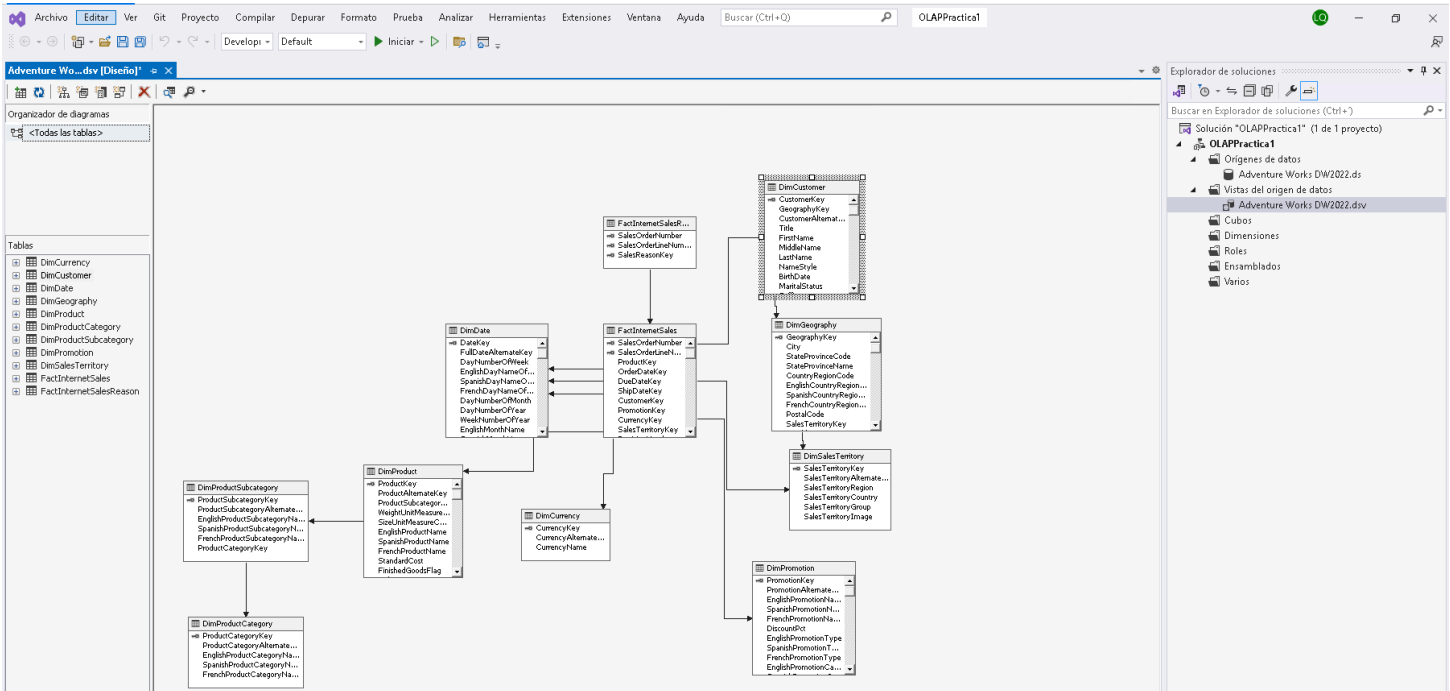 Archivo Editar Ver Git Proyecto Compilar Depurar Formato Prueba Analizar Herramientas Extensiones Ventana Ayuda Buscar (Ctrl+Q) OLAPPractica1 LQ
Developi Default Iniciar
Adventure Wo...dsv [Diseño]*
Organizador de diagramas
<Todas las tablas>
Tablas
DimCurrency
DimCustomer
DimDate
DimGeography
DimProduct
DimProductCategory
DimProductSubcategory
DimPromotion
DimSalesTerritory
FactInternetSales
FactInternetSalesReason
DimCustomer
CustomerKey
GeographyKey
CustomerAlternat...
Title
FirstName
MiddleName
LastName
NameStyle
BirthDate
MaritalStatus
FactInternetSalesR...
SalesOrderNumber
SalesOrderLineNum...
SalesReasonKey
DimDate
DateKey
FullDateAlternateKey
DayNumberOfWeek
EnglishDayNameOf...
SpanishDayNameO...
FrenchDayNameOf...
DayNumberOfMonth
DayNumberOfYear
WeekNumberOfYear
EnglishMonthName
FactInternetSales
SalesOrderNumber
SalesOrderLineN...
ProductKey
OrderDateKey
DueDateKey
ShipDateKey
CustomerKey
PromotionKey
CurrencyKey
SalesTerritoryKey
DimGeography
GeographyKey
City
StateProvinceCode
StateProvinceName
CountryRegionCode
EnglishCountryRegion...
SpanishCountryRegio...
FrenchCountryRegion...
PostalCode
SalesTerritoryKey
DimSalesTerritory
SalesTerritoryKey
SalesTerritoryAlternate...
SalesTerritoryRegion
SalesTerritoryCountry
SalesTerritoryGroup
SalesTerritoryImage
DimProduct
ProductKey
ProductAlternateKey
ProductSubcategor...
WeightUnitMeasure...
SizeUnitMeasureC...
EnglishProductName
SpanishProductName
FrenchProductName
StandardCost
FinishedGoodsFlag
DimProductSubcategory
ProductSubcategoryKey
ProductSubcategoryAlternate...
EnglishProductSubcategoryNa...
SpanishProductSubcategoryN...
FrenchProductSubcategoryNa...
ProductCategoryKey
DimCurrency
CurrencyKey
CurrencyAlternate...
CurrencyName
DimPromotion
PromotionKey
PromotionAlternate...
EnglishPromotionNa...
SpanishPromotionN...
FrenchPromotionNa...
DiscountPct
EnglishPromotionType
SpanishPromotionT...
FrenchPromotionType
EnglishPromotionCa...
DimProductCategory
ProductCategoryKey
ProductCategoryAlternate...
EnglishProductCategoryNa...
SpanishProductCategoryN...
FrenchProductCategoryNa...
Explorador de soluciones
Buscar en Explorador de soluciones (Ctrl+´)
Solución "OLAPPractica1" (1 de 1 proyecto)
OLAPPractica1
Orígenes de datos
Adventure Works DW2022.ds
Vistas del origen de datos
Adventure Works DW2022.dsv
Cubos
Dimensiones
Roles
Ensamblados
Varios